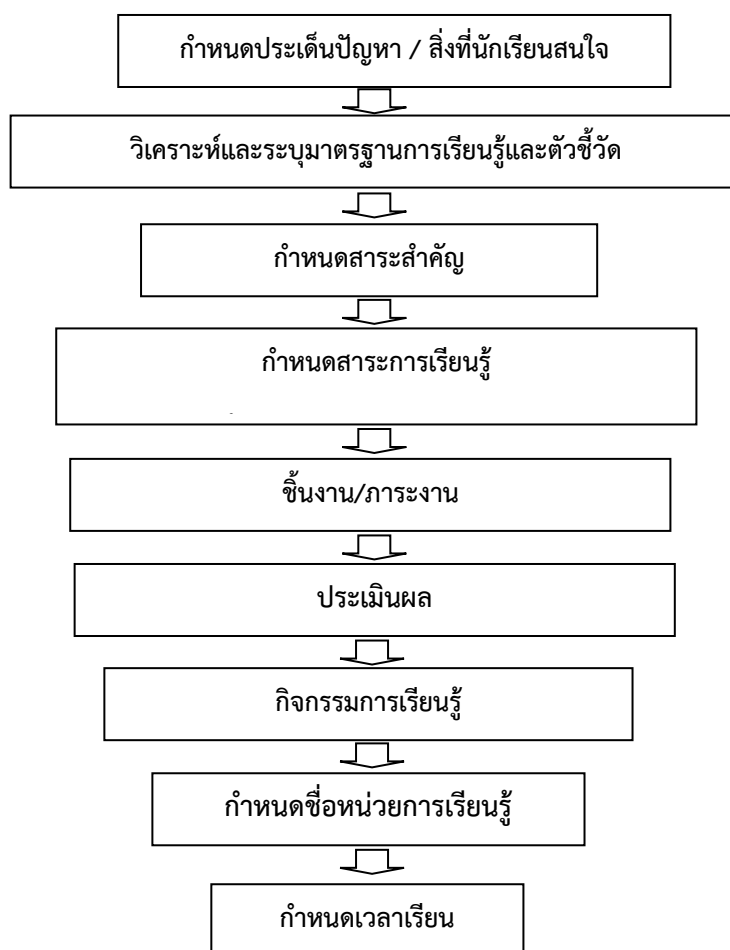 กำหนดประเด็นปัญหา / สิ่งที่นักเรียนสนใจ
วิเคราะห์และระบุมาตรฐานการเรียนรู้และตัวชี้วัด
กำหนดสาระสำคัญ
กำหนดสาระการเรียนรู้
ชิ้นงาน/ภาระงาน
ประเมินผล
กิจกรรมการเรียนรู้
กำหนดชื่อหน่วยการเรียนรู้
กำหนดเวลาเรียน